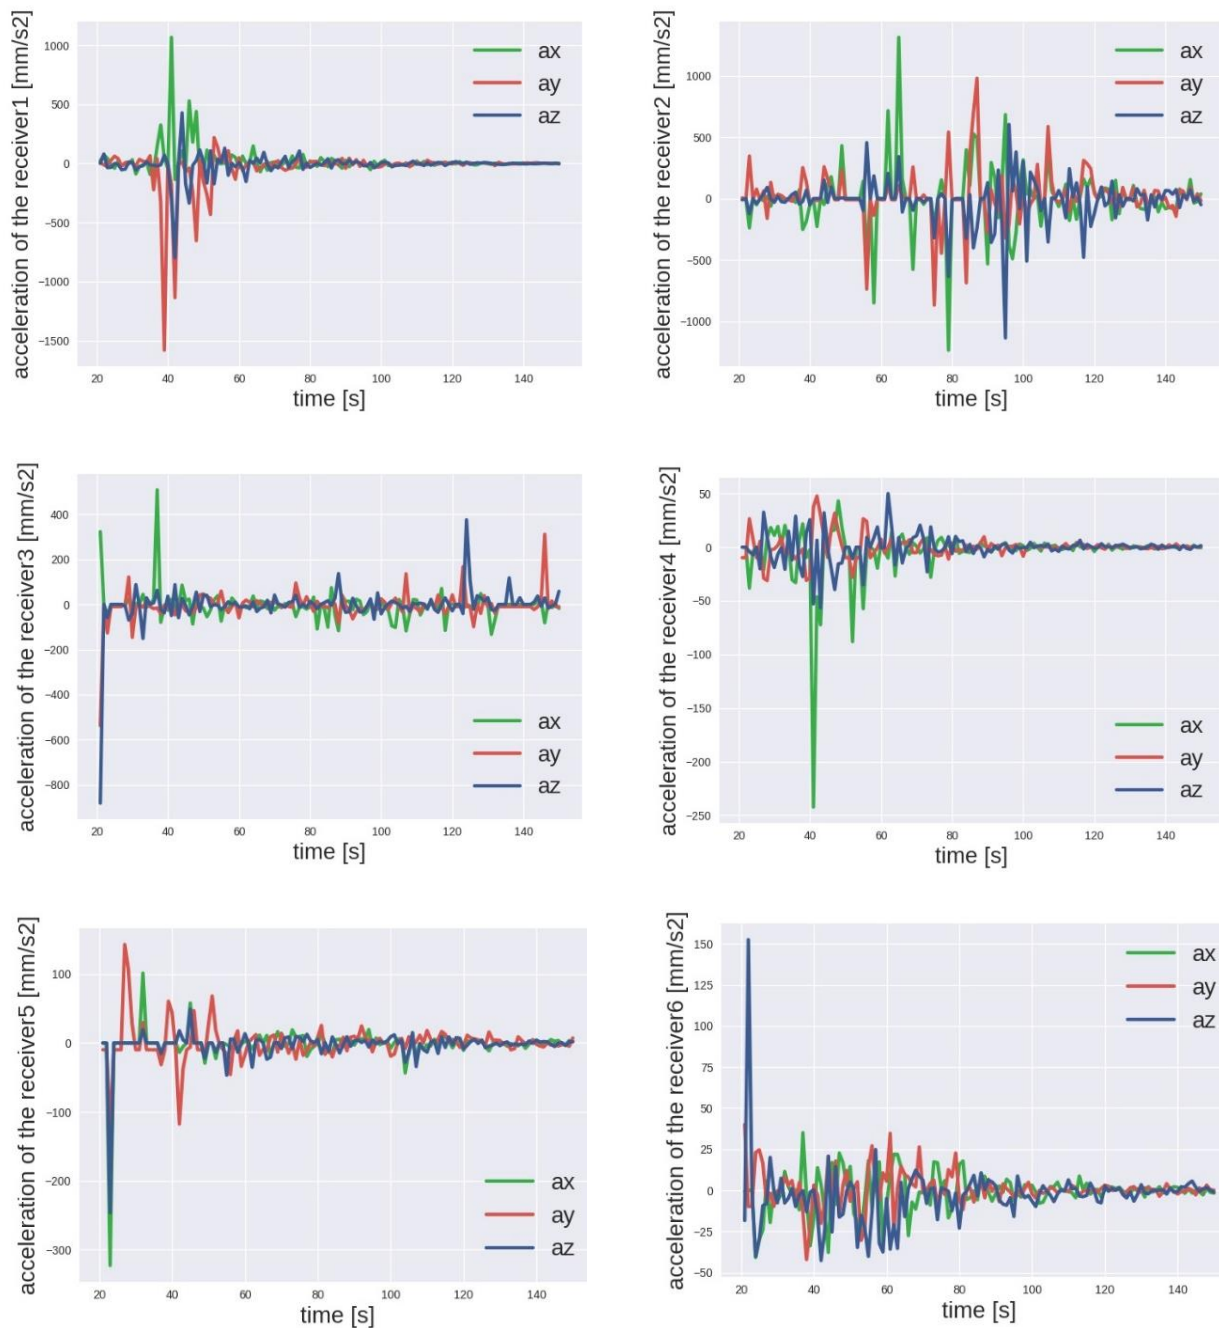 acceleration of the receiver1 [mm/s2]
1000
500
0
−500
−1000
−1500
20 40 60 80 100 120 140
time [s]
ax
ay
az
acceleration of the receiver2 [mm/s2]
1000
500
0
−500
−1000
20 40 60 80 100 120 140
time [s]
ax
ay
az
acceleration of the receiver3 [mm/s2]
400
200
0
−200
−400
−600
−800
20 40 60 80 100 120 140
time [s]
ax
ay
az
acceleration of the receiver4 [mm/s2]
50
0
−50
−100
−150
−200
−250
20 40 60 80 100 120 140
time [s]
ax
ay
az
acceleration of the receiver5 [mm/s2]
100
0
−100
−200
−300
20 40 60 80 100 120 140
time [s]
ax
ay
az
acceleration of the receiver6 [mm/s2]
150
125
100
75
50
25
0
−25
−50
20 40 60 80 100 120 140
time [s]
ax
ay
az